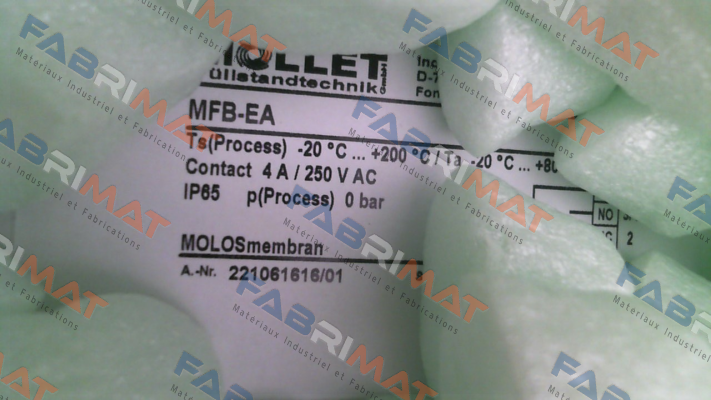 MOLLET
GmbH
üllstandtechnik
MFB-EA
Ts(Process) -20 °C ... +200 °C / Ta -20 °C ...
Contact 4 A / 250 V AC
IP65 p(Process) 0 bar
NO
2
MOLOSmembran
A.-Nr. 221061616/01
FABRIMAT
Materiaux Industriel et Fabrications